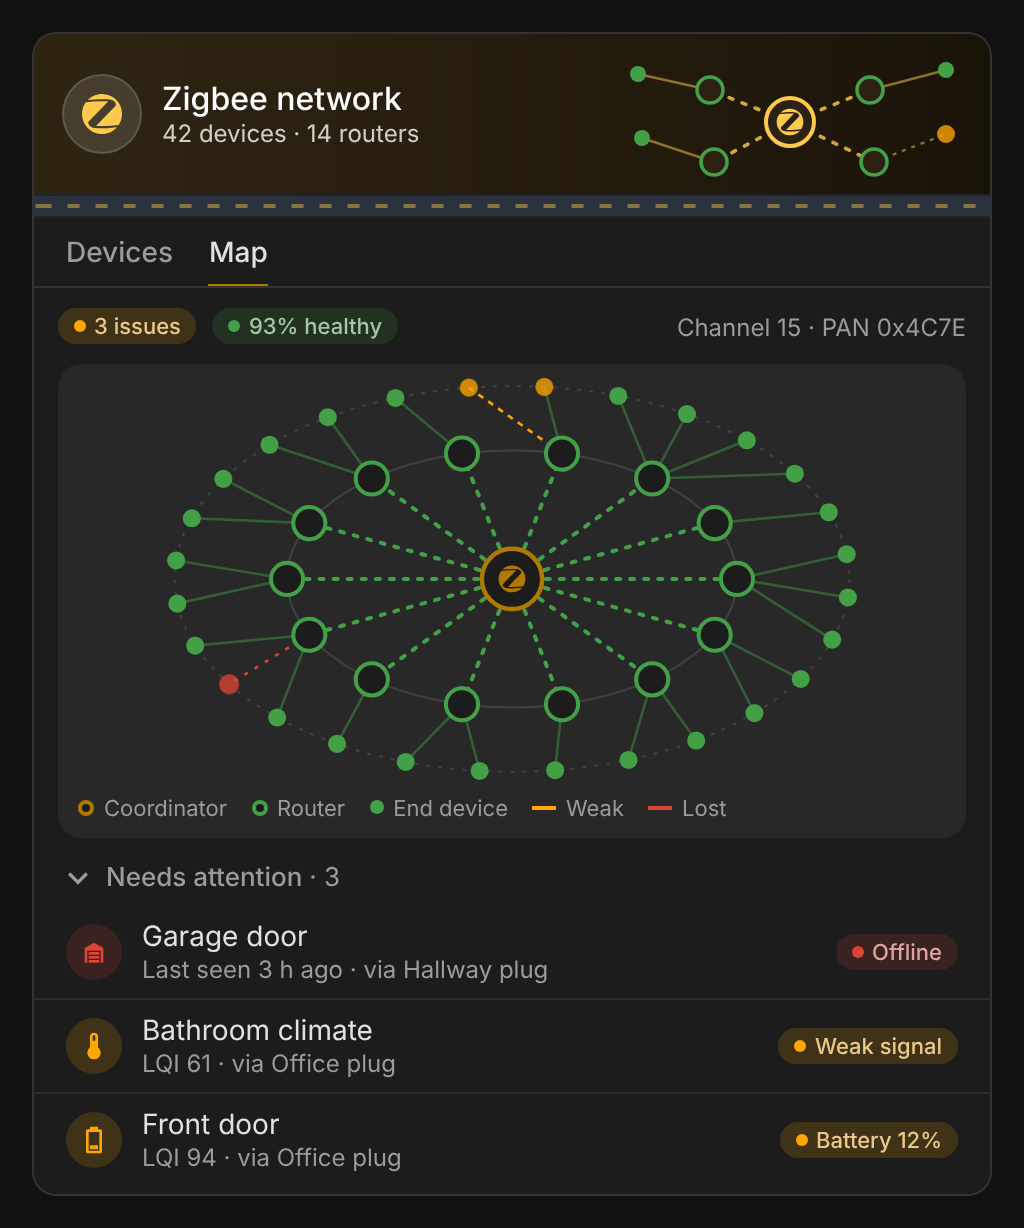 Zigbee network
42 devices · 14 routers
Devices Map
3 issues 93% healthy Channel 15 · PAN 0x4C7E
Coordinator Router End device Weak Lost
Needs attention · 3
Garage door
Last seen 3 h ago · via Hallway plug
Offline
Bathroom climate
LQI 61 · via Office plug
Weak signal
Front door
LQI 94 · via Office plug
Battery 12%